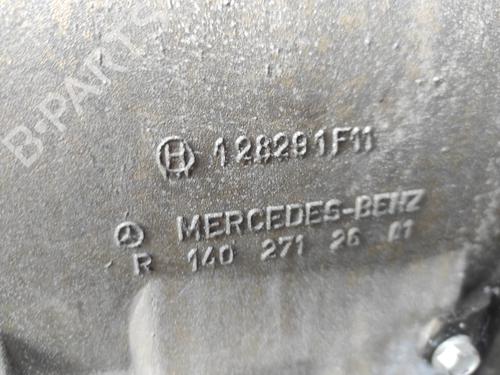 B-PARTS
H 128291F11
MERCEDES-BENZ
R 140 271 26 01